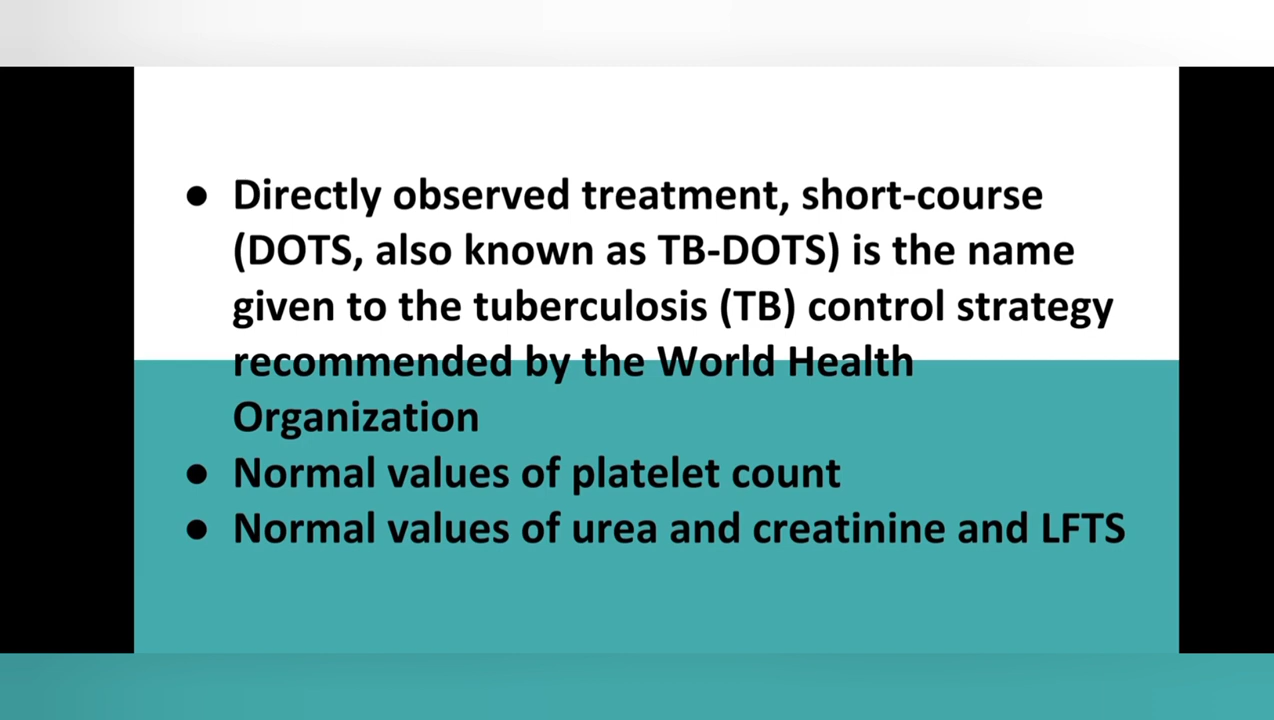 ● Directly observed treatment, short-course
(DOTS, also known as TB-DOTS) is the name
given to the tuberculosis (TB) control strategy
recommended by the World Health
Organization
● Normal values of platelet count
● Normal values of urea and creatinine and LFTS